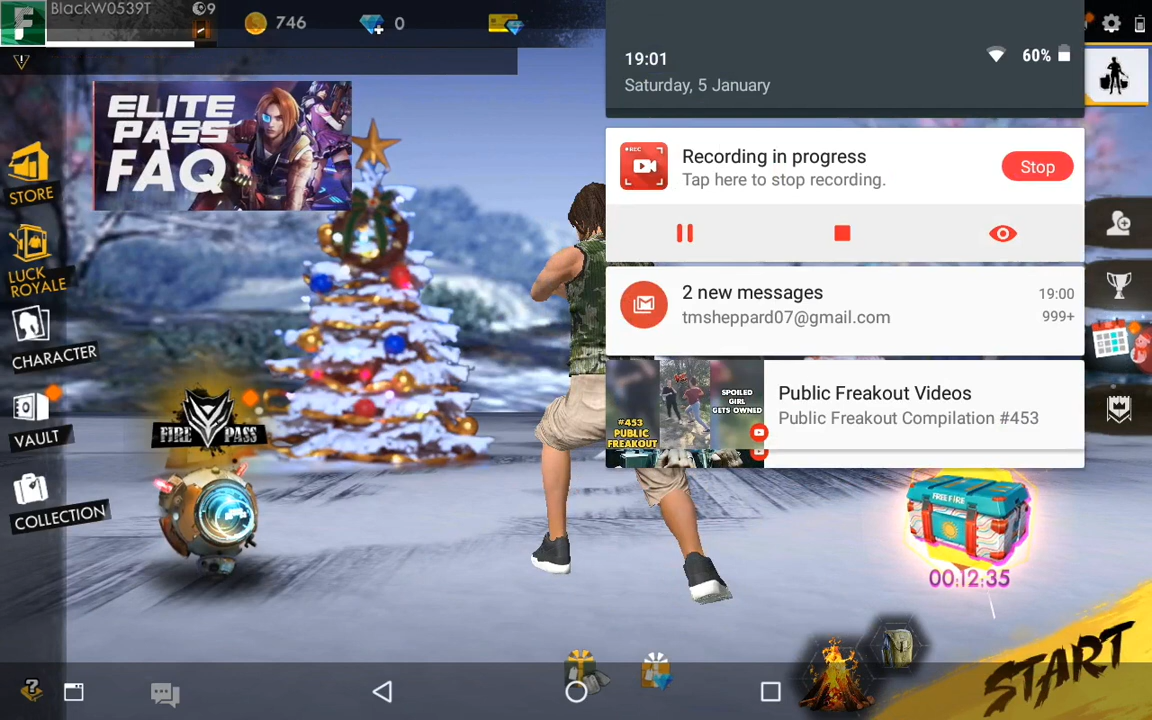 BlackW0539T
9
746
0
ELITE
PASS
FAQ
STORE
LUCK
ROYALE
CHARACTER
VAULT
COLLECTION
FIRE PASS
19:01
60%
Saturday, 5 January
REC
Recording in progress
Tap here to stop recording.
Stop
2 new messages
19:00
tmsheppard07@gmail.com
999+
#453
PUBLIC
FREAKOUT
SPOILED
GIRL
GETS OWNED
Public Freakout Videos
Public Freakout Compilation #453
FREE FIRE
00:12:35
START